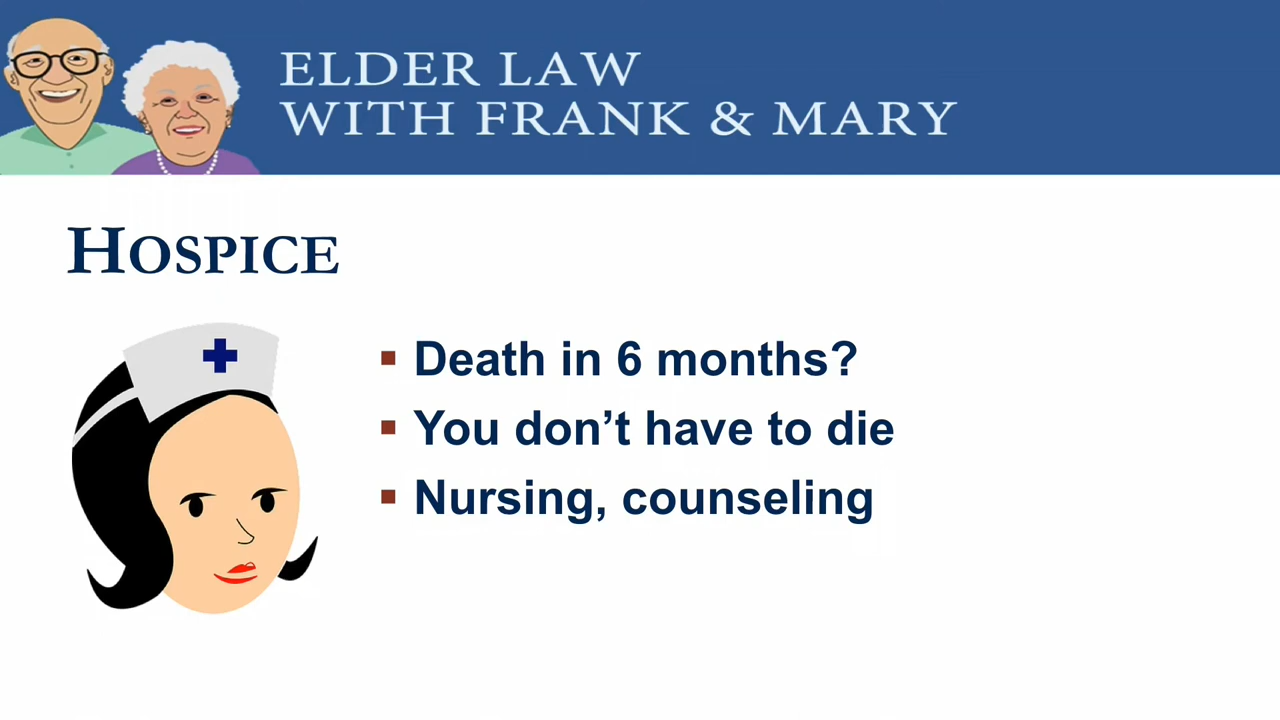 ELDER LAW
WITH FRANK & MARY
HOSPICE
Death in 6 months?
You don’t have to die
Nursing, counseling